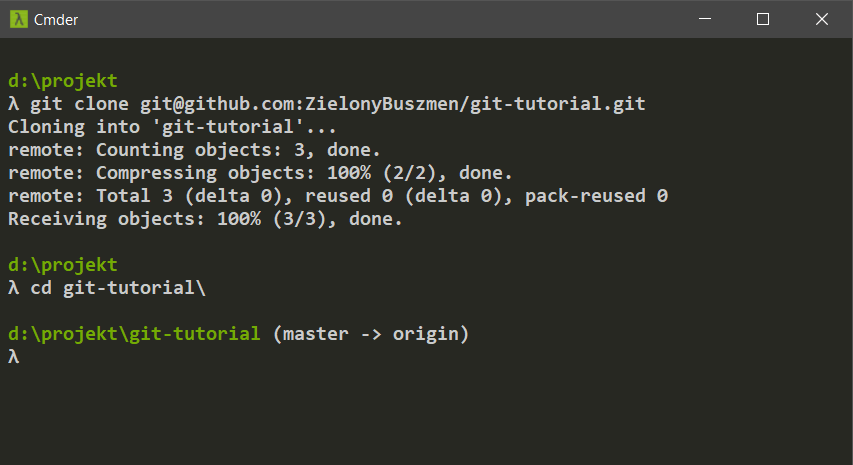 λ Cmder
d:\projekt
λ git clone git@github.com:ZielonyBuszmen/git-tutorial.git
Cloning into 'git-tutorial'...
remote: Counting objects: 3, done.
remote: Compressing objects: 100% (2/2), done.
remote: Total 3 (delta 0), reused 0 (delta 0), pack-reused 0
Receiving objects: 100% (3/3), done.
d:\projekt
λ cd git-tutorial\
d:\projekt\git-tutorial (master -> origin)
λ